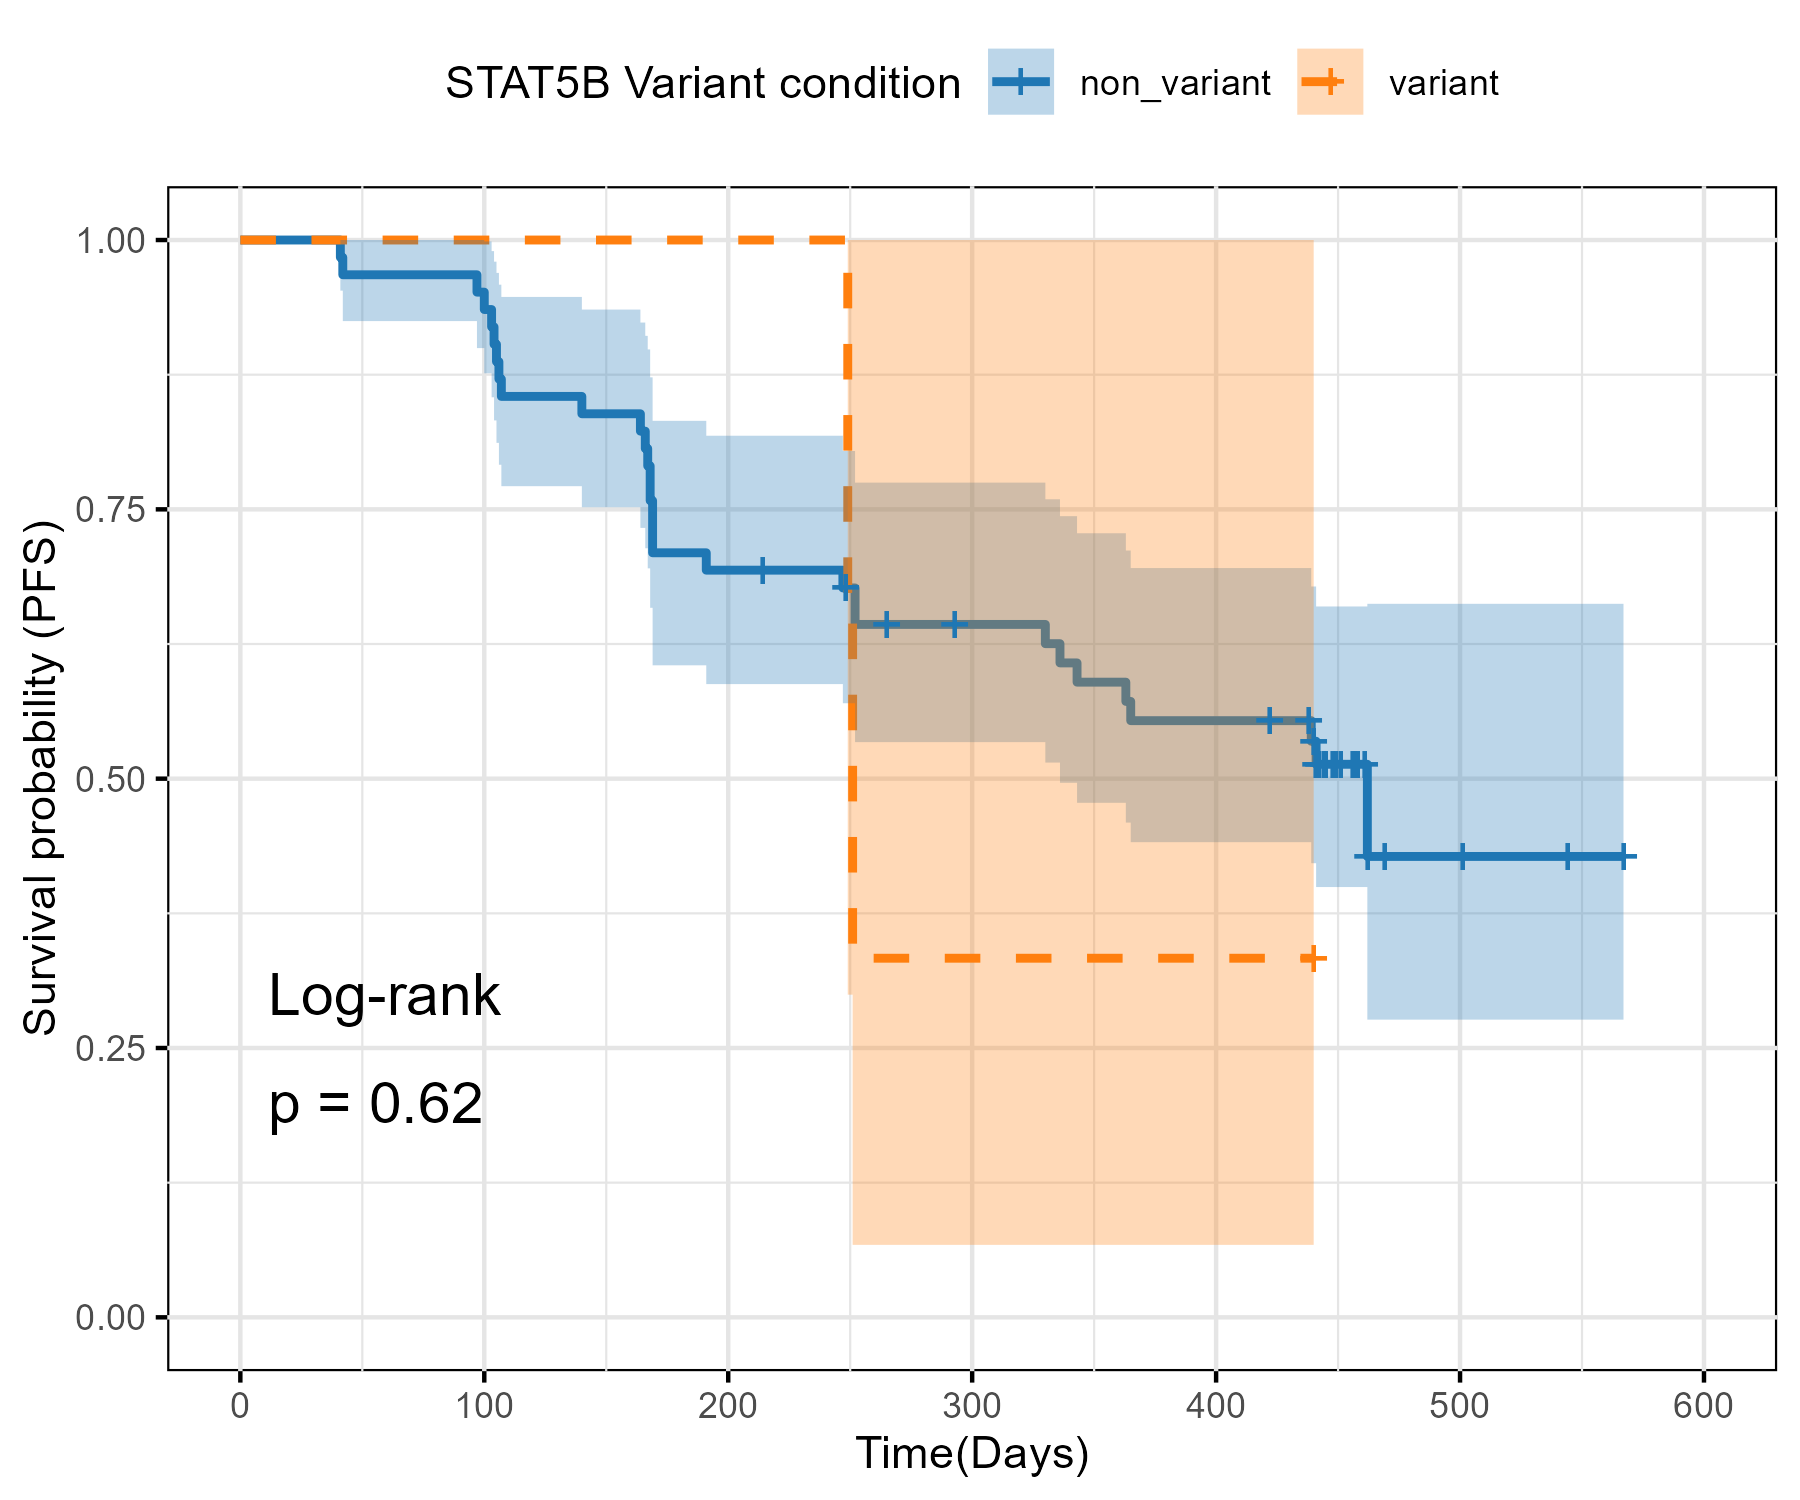 STAT5B Variant condition non_variant variant
Survival probability (PFS)
1.00
0.75
0.50
0.25
0.00
Log-rank
p = 0.62
0 100 200 300 400 500 600
Time(Days)